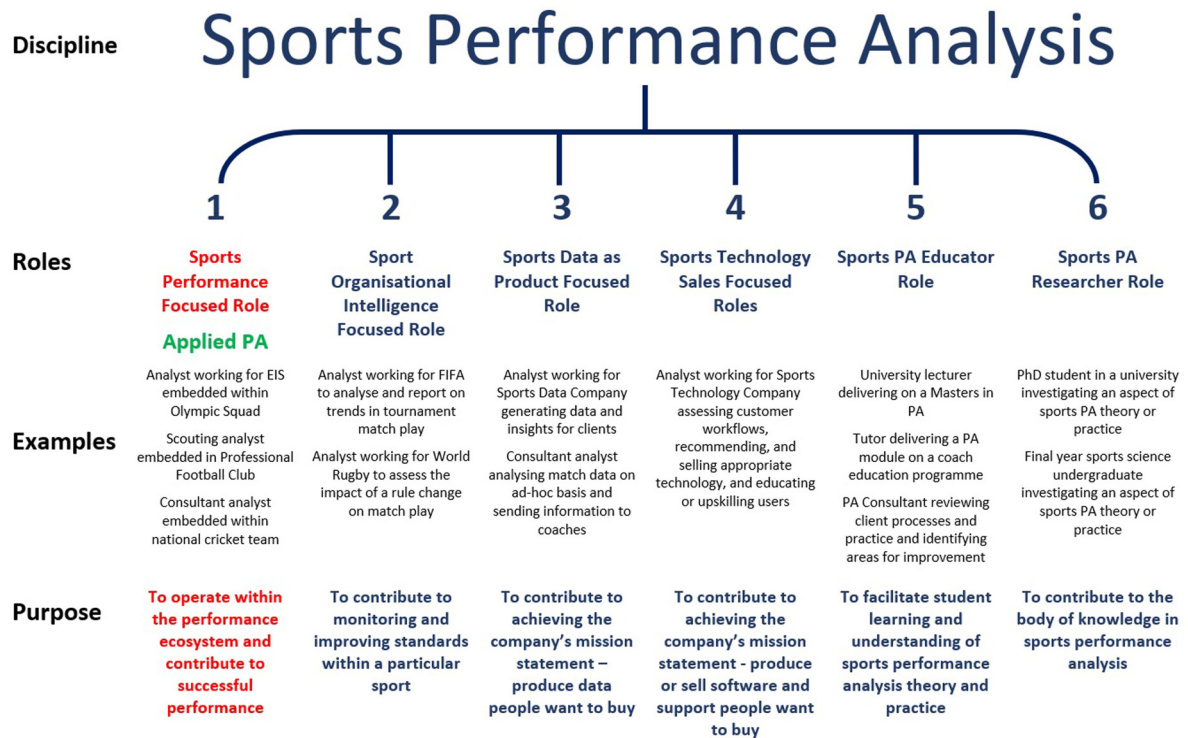 Discipline
Sports Performance Analysis
1
2
3
4
5
6
Roles
Sports
Performance
Focused Role
Applied PA
Sport
Organisational
Intelligence
Focused Role
Sports Data as
Product Focused
Role
Sports Technology
Sales Focused
Roles
Sports PA Educator
Role
Sports PA
Researcher Role
Examples
Analyst working for EIS
embedded within
Olympic Squad
Scouting analyst
embedded in Professional
Football Club
Consultant analyst
embedded within
national cricket team
Analyst working for FIFA
to analyse and report on
trends in tournament
match play
Analyst working for World
Rugby to assess the
impact of a rule change
on match play
Analyst working for
Sports Data Company
generating data and
insights for clients
Consultant analyst
analysing match data on
ad-hoc basis and
sending information to
coaches
Analyst working for Sports
Technology Company
assessing customer
workflows,
recommending, and
selling appropriate
technology, and educating
or upskilling users
University lecturer
delivering on a Masters in
PA
Tutor delivering a PA
module on a coach
education programme
PA Consultant reviewing
client processes and
practice and identifying
areas for improvement
PhD student in a university
investigating an aspect of
sports PA theory or
practice
Final year sports science
undergraduate
investigating an aspect of
sports PA theory or
practice
Purpose
To operate within
the performance
ecosystem and
contribute to
successful
performance
To contribute to
monitoring and
improving standards
within a particular
sport
To contribute to
achieving the
company's mission
statement –
produce data
people want to buy
To contribute to
achieving the
company's mission
statement - produce
or sell software and
support people want
to buy
To facilitate student
learning and
understanding of
sports performance
analysis theory and
practice
To contribute to the
body of knowledge in
sports performance
analysis